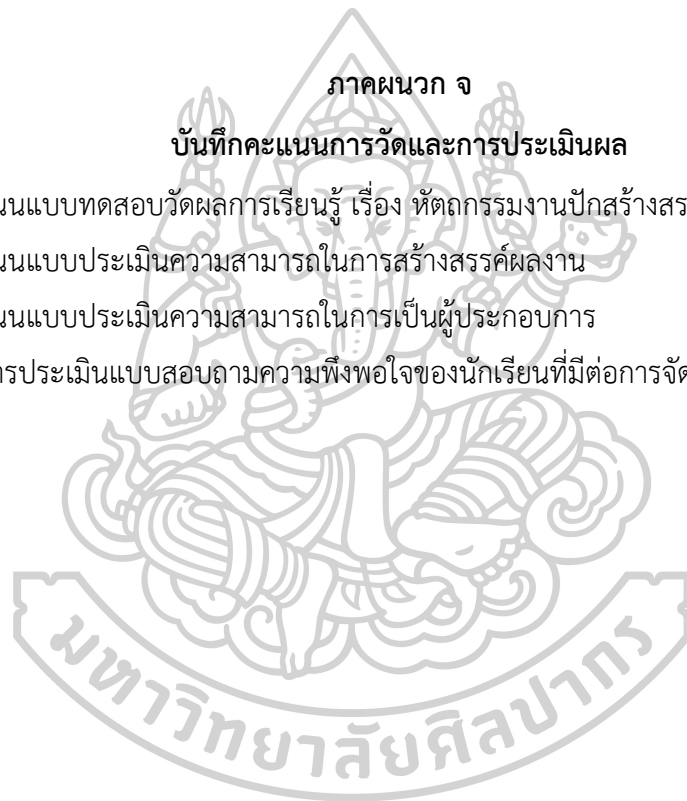 ภาคผนวก จ
บันทึกคะแนนการวัดและการประเมินผล
นนแบบทดสอบวัดผลการเรียนรู้ เรื่อง หัตถกรรมงานปักสร้างสร
นนแบบประเมินความสามารถในการสร้างสรรค์ผลงาน
นนแบบประเมินความสามารถในการเป็นผู้ประกอบการ
ารประเมินแบบสอบถามความพึงพอใจของนักเรียนที่มีต่อการจัด
มหาวิทยาลัยศิลปากร